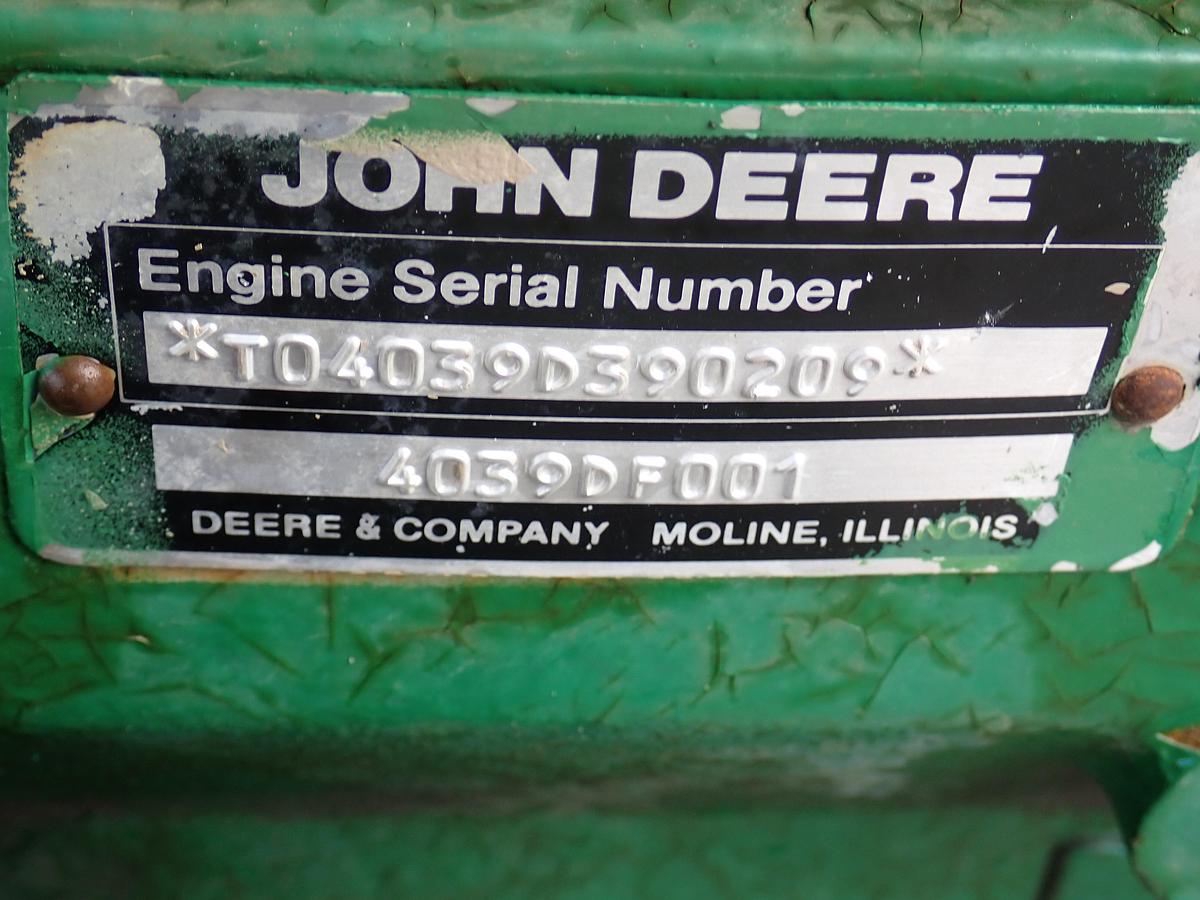 JOHN DEERE
Engine Serial Number
*T04039D390209*
4039DF001
DEERE & COMPANY MOLINE, ILLINOIS